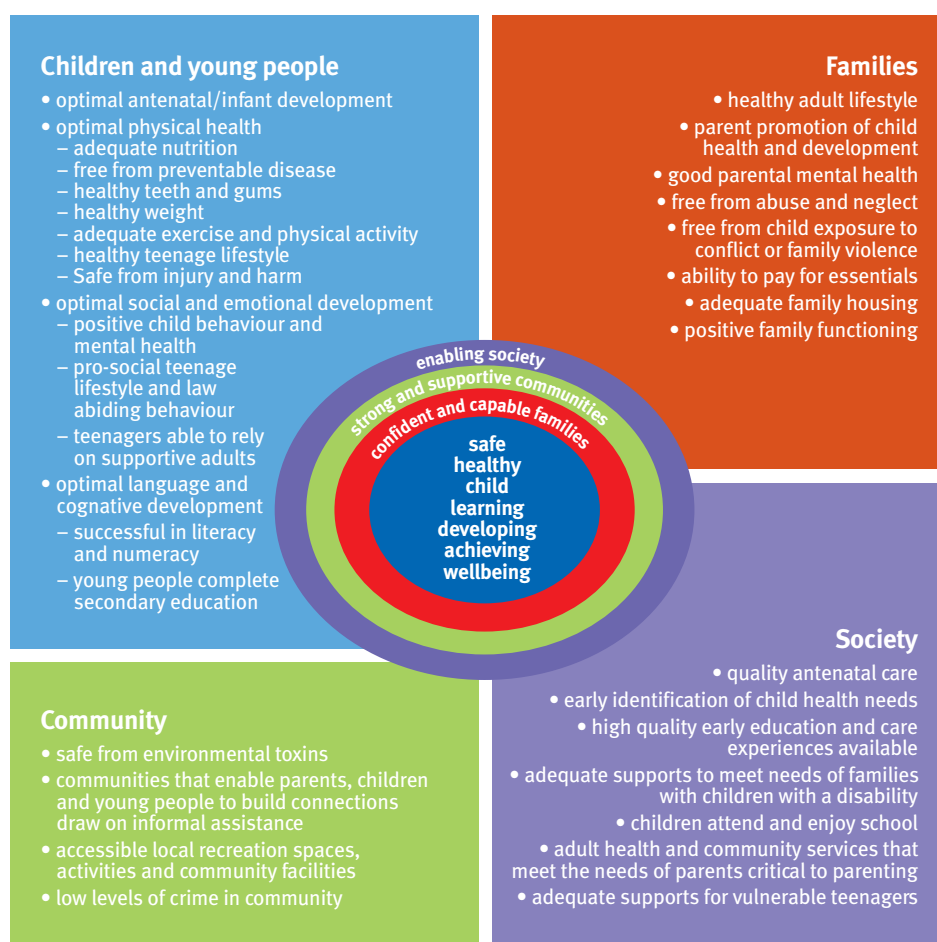 Children and young people
• optimal antenatal/infant development
• optimal physical health
– adequate nutrition
– free from preventable disease
– healthy teeth and gums
– healthy weight
– adequate exercise and physical activity
– healthy teenage lifestyle
– Safe from injury and harm
• optimal social and emotional development
– positive child behaviour and
mental health
– pro-social teenage
lifestyle and law
abiding behaviour
– teenagers able to rely
on supportive adults
• optimal language and
cognative development
– successful in literacy
and numeracy
– young people complete
secondary education
Families
• healthy adult lifestyle
• parent promotion of child
health and development
• good parental mental health
• free from abuse and neglect
• free from child exposure to
conflict or family violence
• ability to pay for essentials
• adequate family housing
• positive family functioning
enabling society
strong and supportive communities
confident and capable families
safe
healthy
child
learning
developing
achieving
wellbeing
Community
• safe from environmental toxins
• communities that enable parents, children
and young people to build connections
draw on informal assistance
• accessible local recreation spaces,
activities and community facilities
• low levels of crime in community
Society
• quality antenatal care
• early identification of child health needs
• high quality early education and care
experiences available
• adequate supports to meet needs of families
with children with a disability
• children attend and enjoy school
• adult health and community services that
meet the needs of parents critical to parenting
• adequate supports for vulnerable teenagers